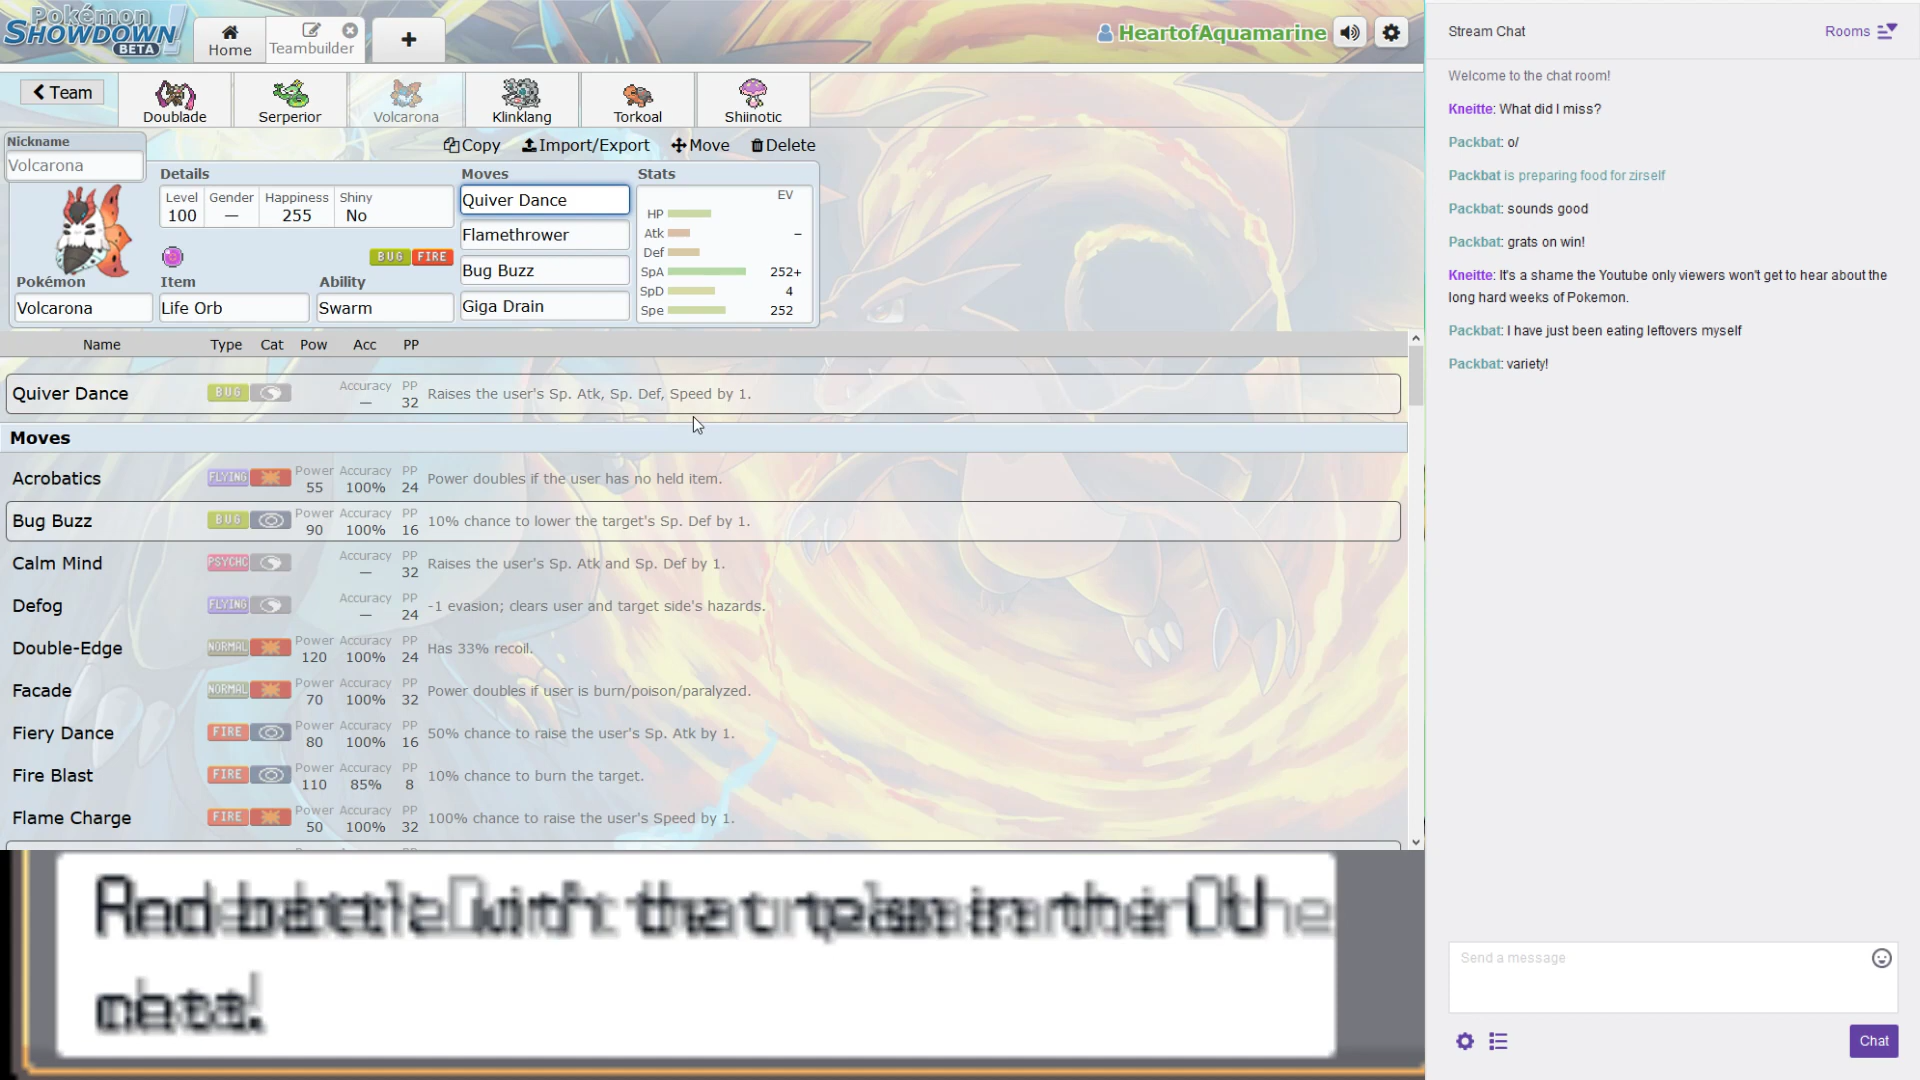 Pokémon
SHOWDOWN!
BETA
Home
Teambuilder
HeartofAquamarine
Team
Doublade
Serperior
Volcarona
Klinklang
Torkoal
Shiinotic
Nickname
Volcarona
Copy
Import/Export
Move
Delete
Details
Moves
Stats
Level
Gender
Happiness
Shiny
100
—
255
No
BUG
FIRE
Pokémon
Item
Ability
Volcarona
Life Orb
Swarm
Quiver Dance
Flamethrower
Bug Buzz
Giga Drain
EV
HP
Atk –
Def
SpA 252+
SpD 4
Spe 252
Name Type Cat Pow Acc PP
Quiver Dance BUG Accuracy — PP 32 Raises the user's Sp. Atk, Sp. Def, Speed by 1.
Moves
Acrobatics FLYING Power 55 Accuracy 100% PP 24 Power doubles if the user has no held item.
Bug Buzz BUG Power 90 Accuracy 100% PP 16 10% chance to lower the target's Sp. Def by 1.
Calm Mind PSYCHC Accuracy — PP 32 Raises the user's Sp. Atk and Sp. Def by 1.
Defog FLYING Accuracy — PP 24 -1 evasion; clears user and target side's hazards.
Double-Edge NORMAL Power 120 Accuracy 100% PP 24 Has 33% recoil.
Facade NORMAL Power 70 Accuracy 100% PP 32 Power doubles if user is burn/poison/paralyzed.
Fiery Dance FIRE Power 80 Accuracy 100% PP 16 50% chance to raise the user's Sp. Atk by 1.
Fire Blast FIRE Power 110 Accuracy 85% PP 8 10% chance to burn the target.
Flame Charge FIRE Power 50 Accuracy 100% PP 32 100% chance to raise the user's Speed by 1.
And battle with that team in the
Stream Chat
Rooms
Welcome to the chat room!
Kneitte: What did I miss?
Packbat: o/
Packbat is preparing food for zirself
Packbat: sounds good
Packbat: grats on win!
Kneitte: It's a shame the Youtube only viewers won't get to hear about the
long hard weeks of Pokemon.
Packbat: I have just been eating leftovers myself
Packbat: variety!
Send a message
Chat